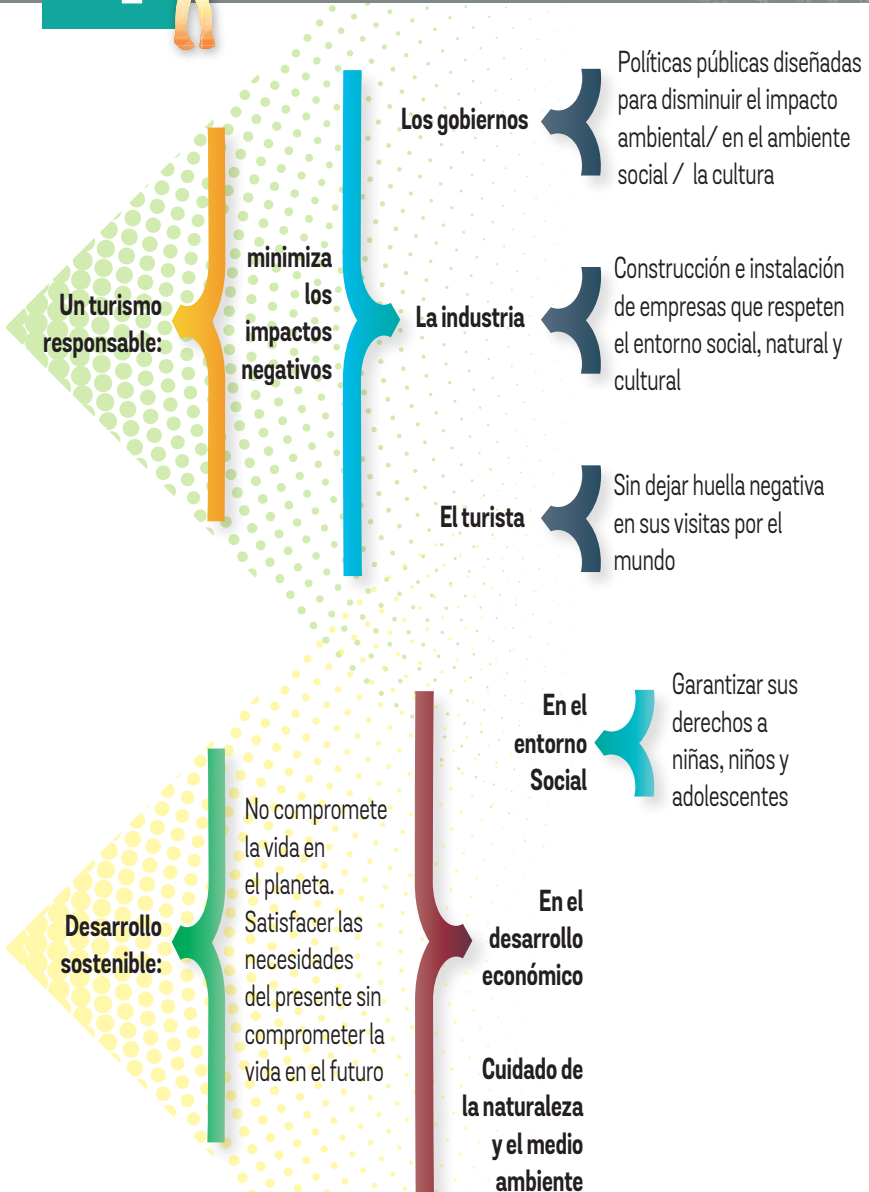 Un turismo
responsable:
minimiza
los
impactos
negativos
Los gobiernos
Políticas públicas diseñadas
para disminuir el impacto
ambiental/ en el ambiente
social / la cultura
La industria
Construcción e instalación
de empresas que respeten
el entorno social, natural y
cultural
El turista
Sin dejar huella negativa
en sus visitas por el
mundo
Desarrollo
sostenible:
No compromete
la vida en
el planeta.
Satisfacer las
necesidades
del presente sin
comprometer la
vida en el futuro
En el
entorno
Social
Garantizar sus
derechos a
niñas, niños y
adolescentes
En el
desarrollo
económico
Cuidado de
la naturaleza
y el medio
ambiente